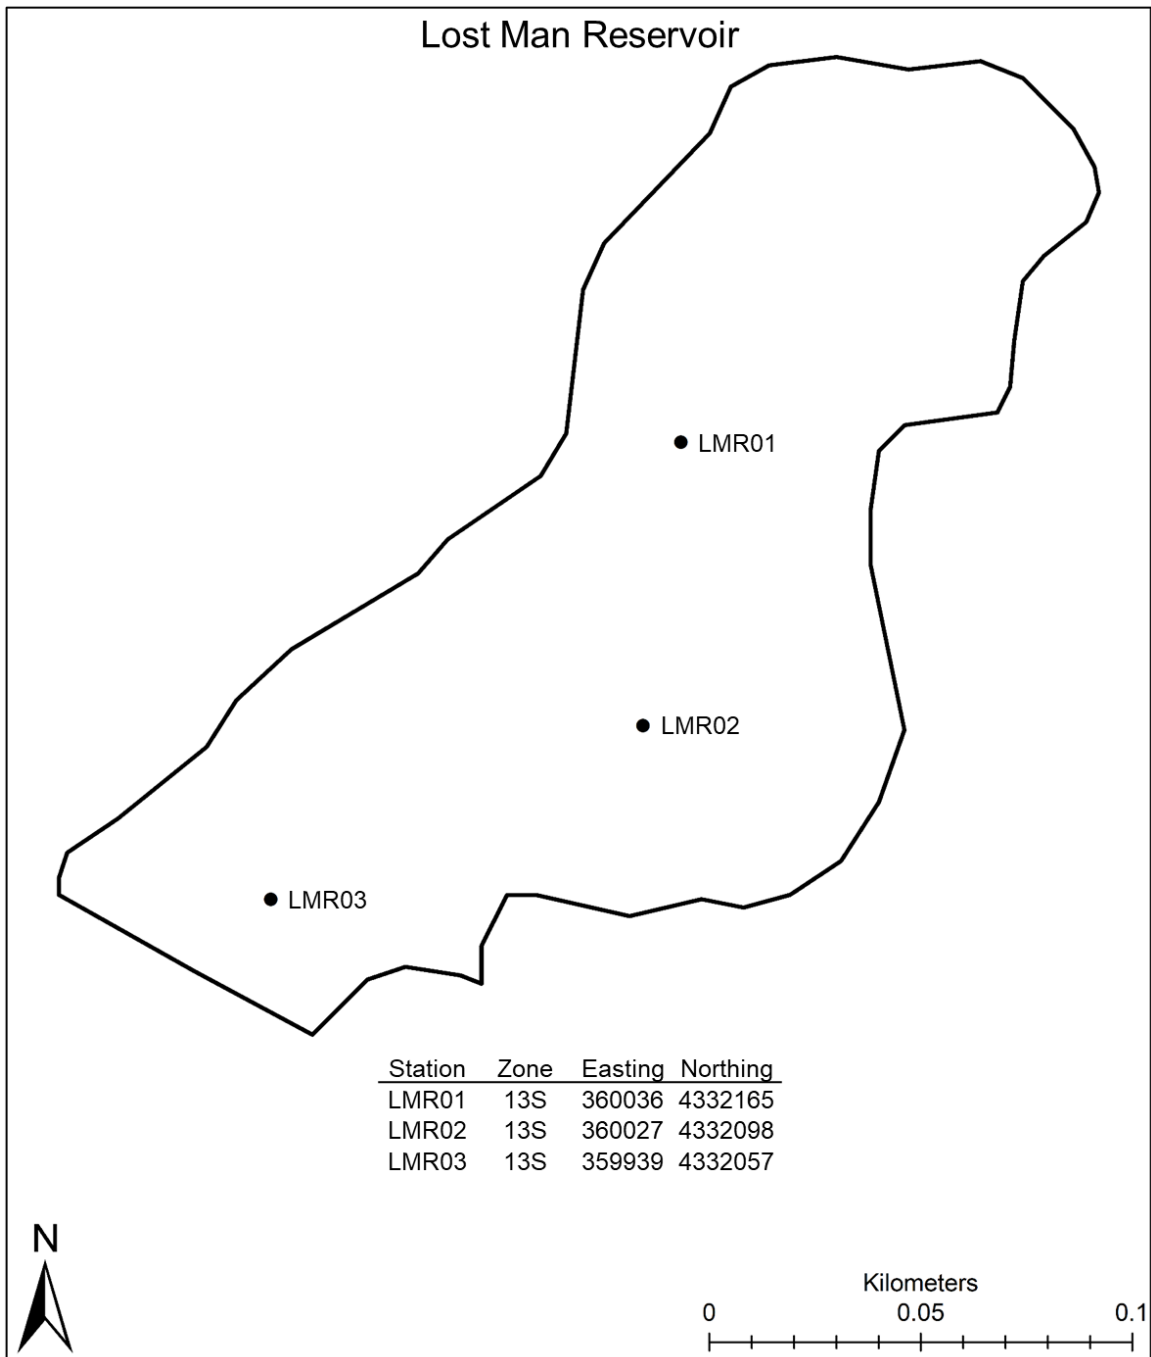 Lost Man Reservoir
LMR01
LMR02
LMR03
Station Zone Easting Northing
LMR01 13S 360036 4332165
LMR02 13S 360027 4332098
LMR03 13S 359939 4332057
N
Kilometers
0 0.05 0.1